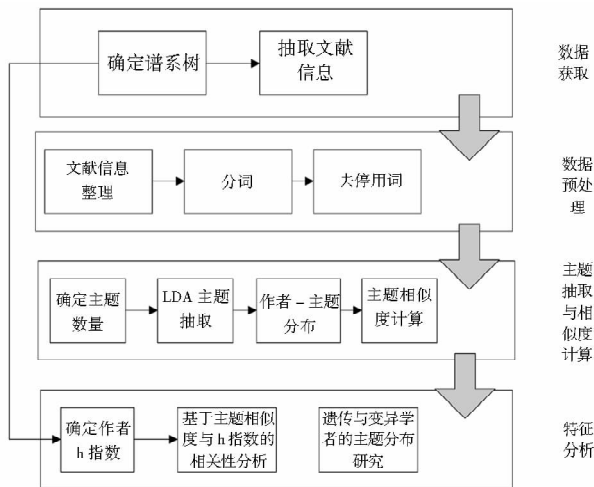 确定谱系树
抽取文献
信息
数据
获取
文献信息
整理
分词
去停用词
数据
预处
理
确定主题
数量
LDA 主题
抽取
作者－主题
分布
主题相似
度计算
主题
抽取
与相
似度
计算
确定作者
h 指数
基于主题相似
度与 h 指数的
相关性分析
遗传与变异学
者的主题分布
研究
特征
分析